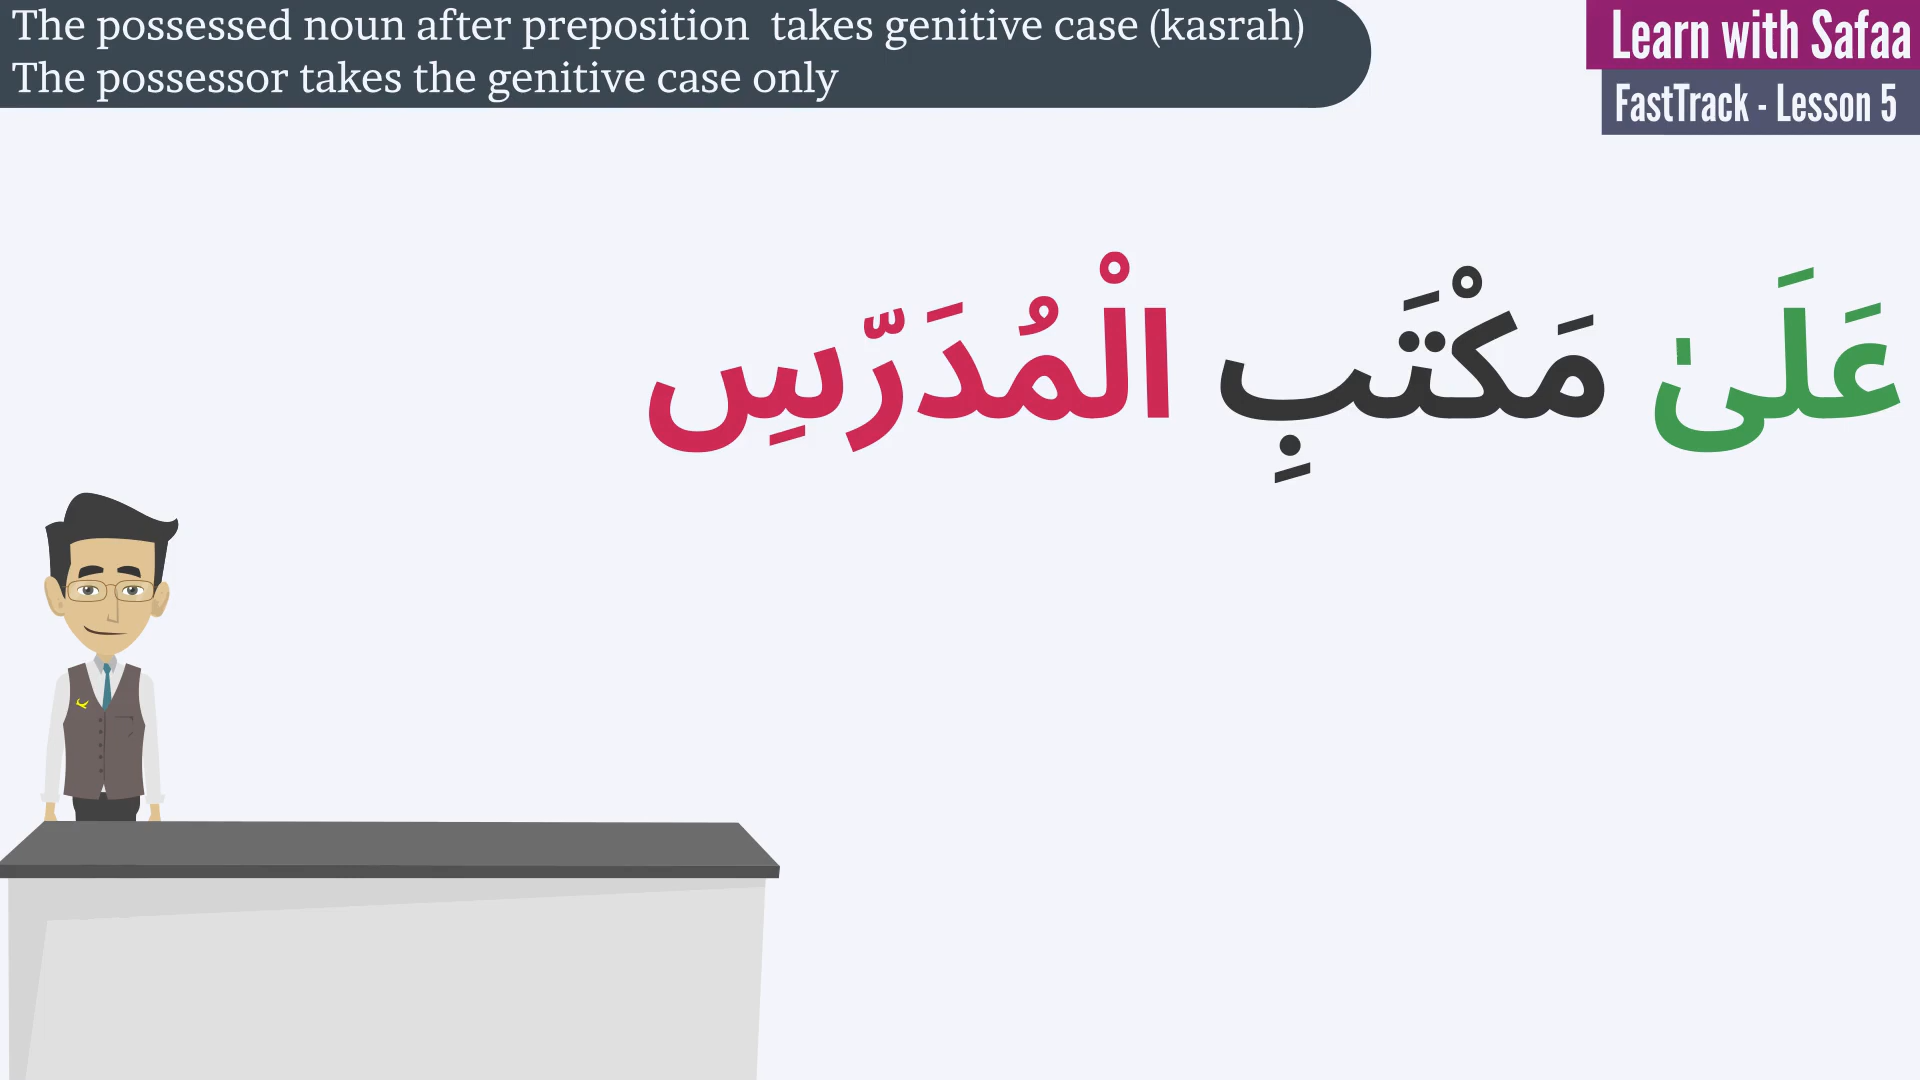 The possessed noun after preposition  takes genitive case (kasrah)
The possessor takes the genitive case only
Learn with Safaa
FastTrack - Lesson 5
عَلَىٰ مَكْتَبِ الْمُدَرَّسِ